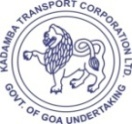 KADAMBA TRANSPORT CORPORATION LTD.
GOVT. OF GOA UNDERTAKING